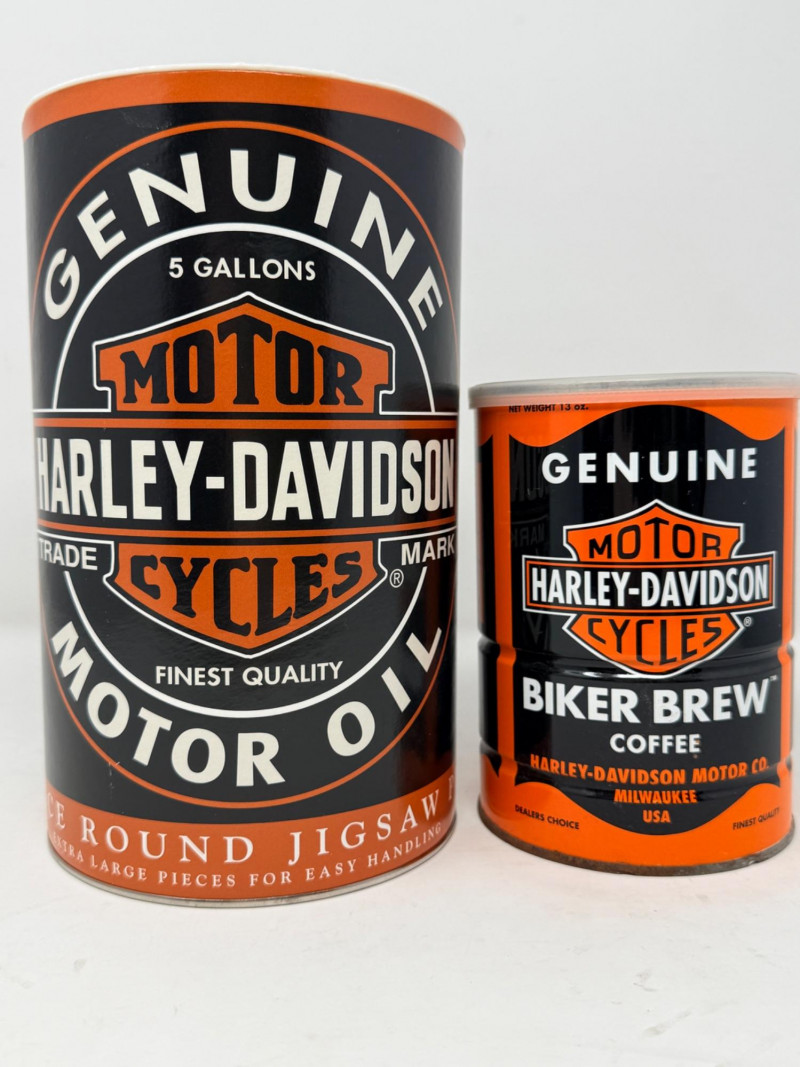 GENUINE
5 GALLONS
MOTOR
HARLEY-DAVIDSON
TRADE MARK
CYCLES®
FINEST QUALITY
MOTOR OIL
ROUND JIGSAW
EXTRA LARGE PIECES FOR EASY HANDLING
NET WEIGHT 13 oz.
GENUINE
MOTOR
HARLEY-DAVIDSON
CYCLES®
BIKER BREW™
COFFEE
HARLEY-DAVIDSON MOTOR CO.
MILWAUKEE
USA
DEALERS CHOICE
FINEST QUALITY